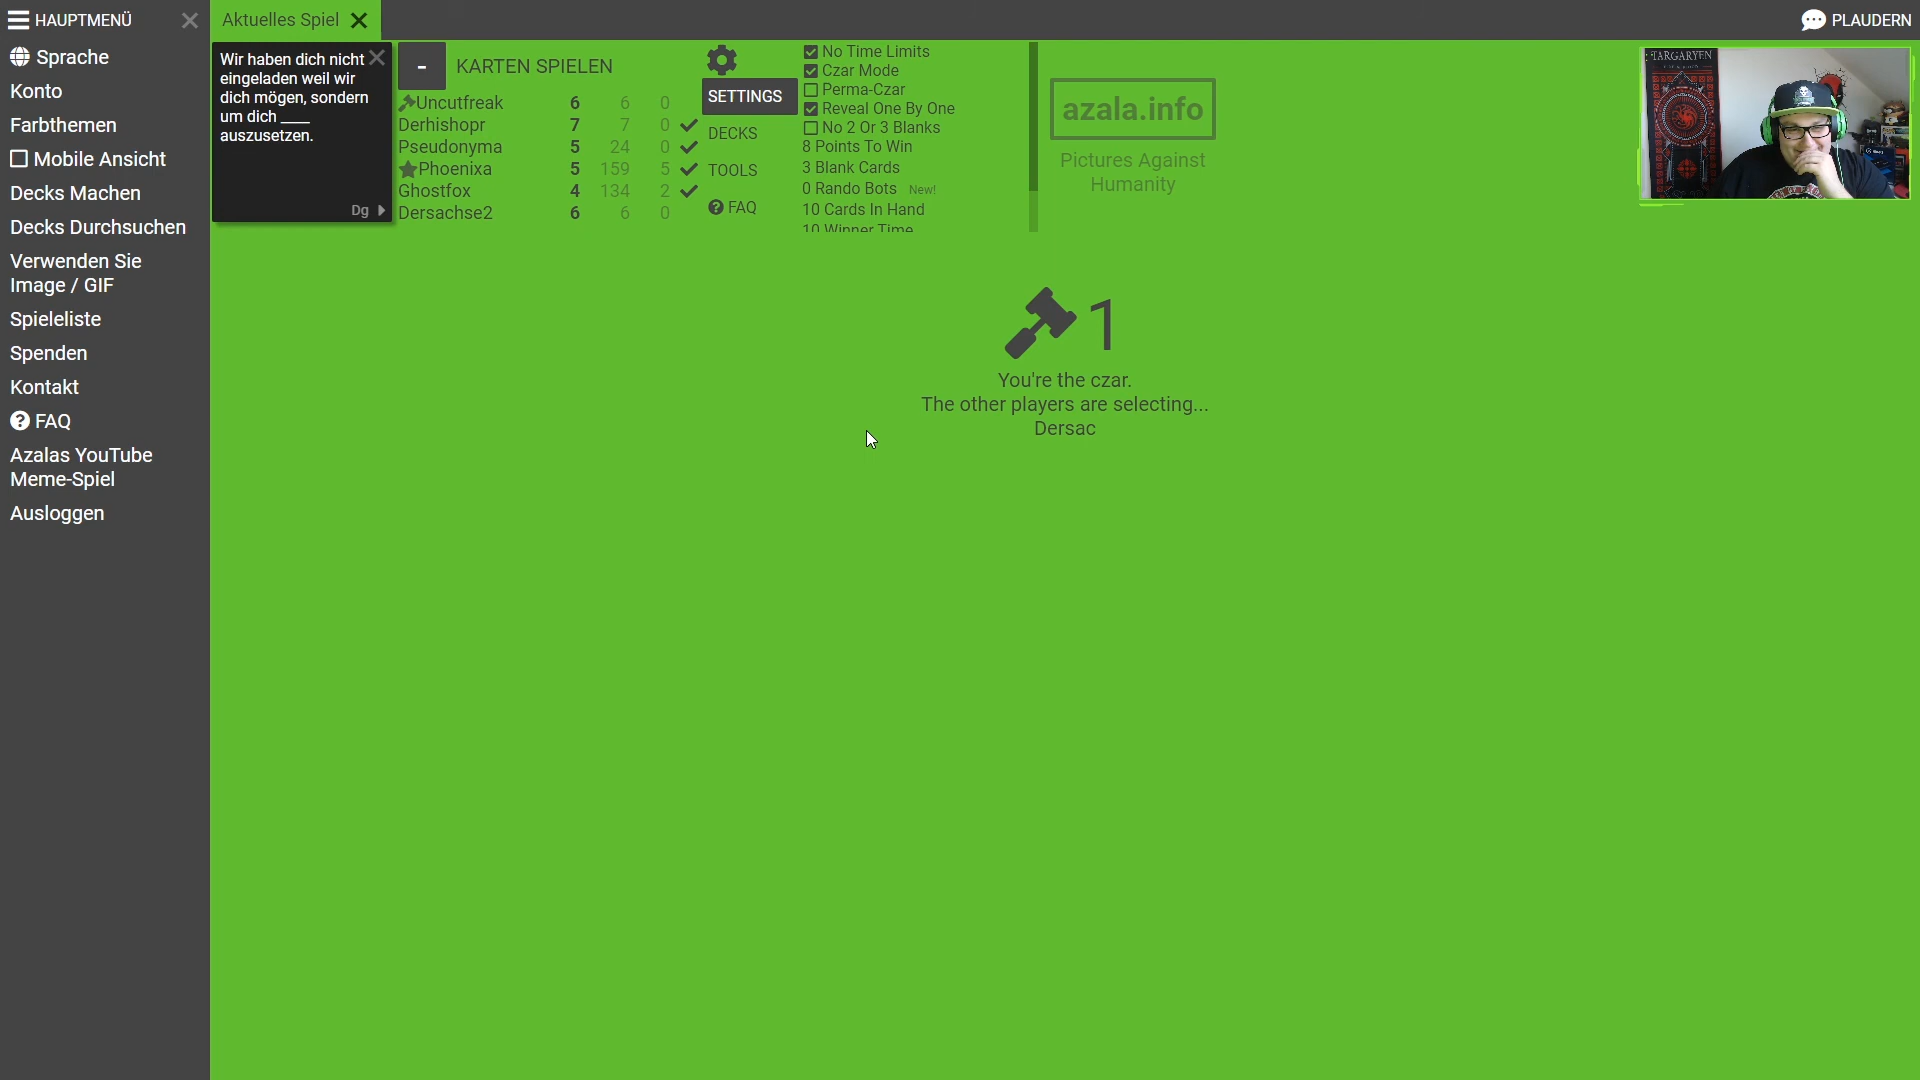 HAUPTMENÜ
Sprache
Konto
Farbthemen
Mobile Ansicht
Decks Machen
Decks Durchsuchen
Verwenden Sie
Image / GIF
Spieleliste
Spenden
Kontakt
FAQ
Azalas YouTube
Meme-Spiel
Ausloggen
Aktuelles Spiel
PLAUDERN
Wir haben dich nicht
eingeladen weil wir
dich mögen, sondern
um dich ____
auszusetzen.
Dg
- KARTEN SPIELEN
Uncutfreak 6 6 0
Derhishopr 7 7 0
Pseudonyma 5 24 0
Phoenixa 5 159 5
Ghostfox 4 134 2
Dersachse2 6 6 0
SETTINGS
DECKS
TOOLS
FAQ
No Time Limits
Czar Mode
Perma-Czar
Reveal One By One
No 2 Or 3 Blanks
8 Points To Win
3 Blank Cards
0 Rando Bots New!
10 Cards In Hand
10 Winner Time
azala.info
Pictures Against
Humanity
TARGARYEN
1
You're the czar.
The other players are selecting...
Dersac